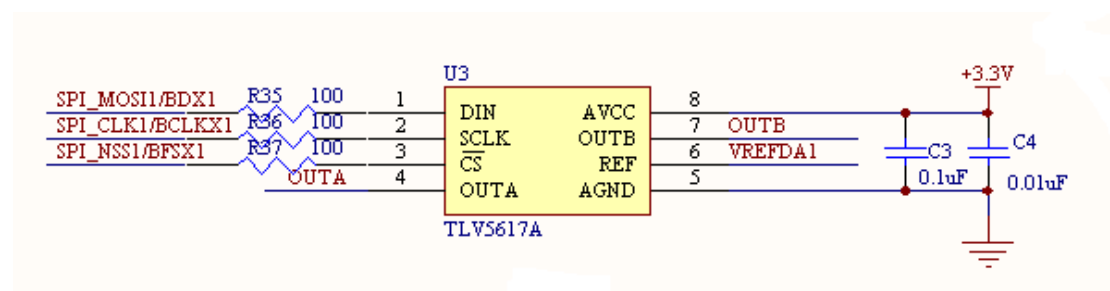 U3
+3.3V
SPI_MOSI1/BDX1 R35 100 1 DIN AVCC 8
SPI_CLK1/BCLKX1 R36 100 2 SCLK OUTB 7 OUTB
SPI_NSS1/BFSX1 R37 100 3 CS REF 6 VREFDA1
OUTA 4 OUTA AGND 5
C3
0.1uF
C4
0.01uF
TLV5617A